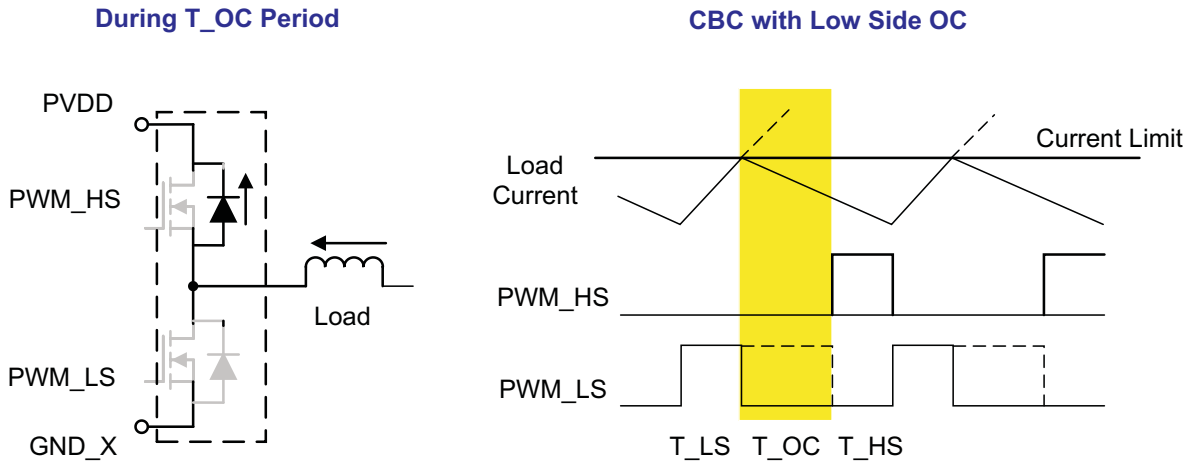 During T_OC Period
PVDD
PWM_HS
Load
PWM_LS
GND_X
CBC with Low Side OC
Load
Current
Current Limit
PWM_HS
PWM_LS
T_LS T_OC T_HS